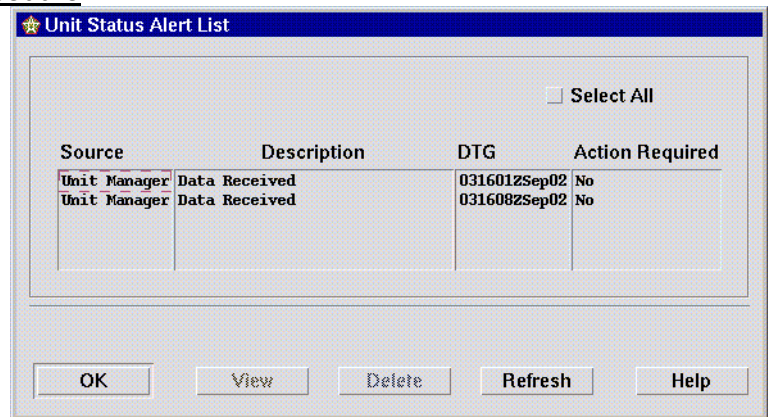 Unit Status Alert List
Select All
Source Description DTG Action Required
Unit Manager Data Received 031601ZSep02 No
Unit Manager Data Received 031608ZSep02 No
OK View Delete Refresh Help